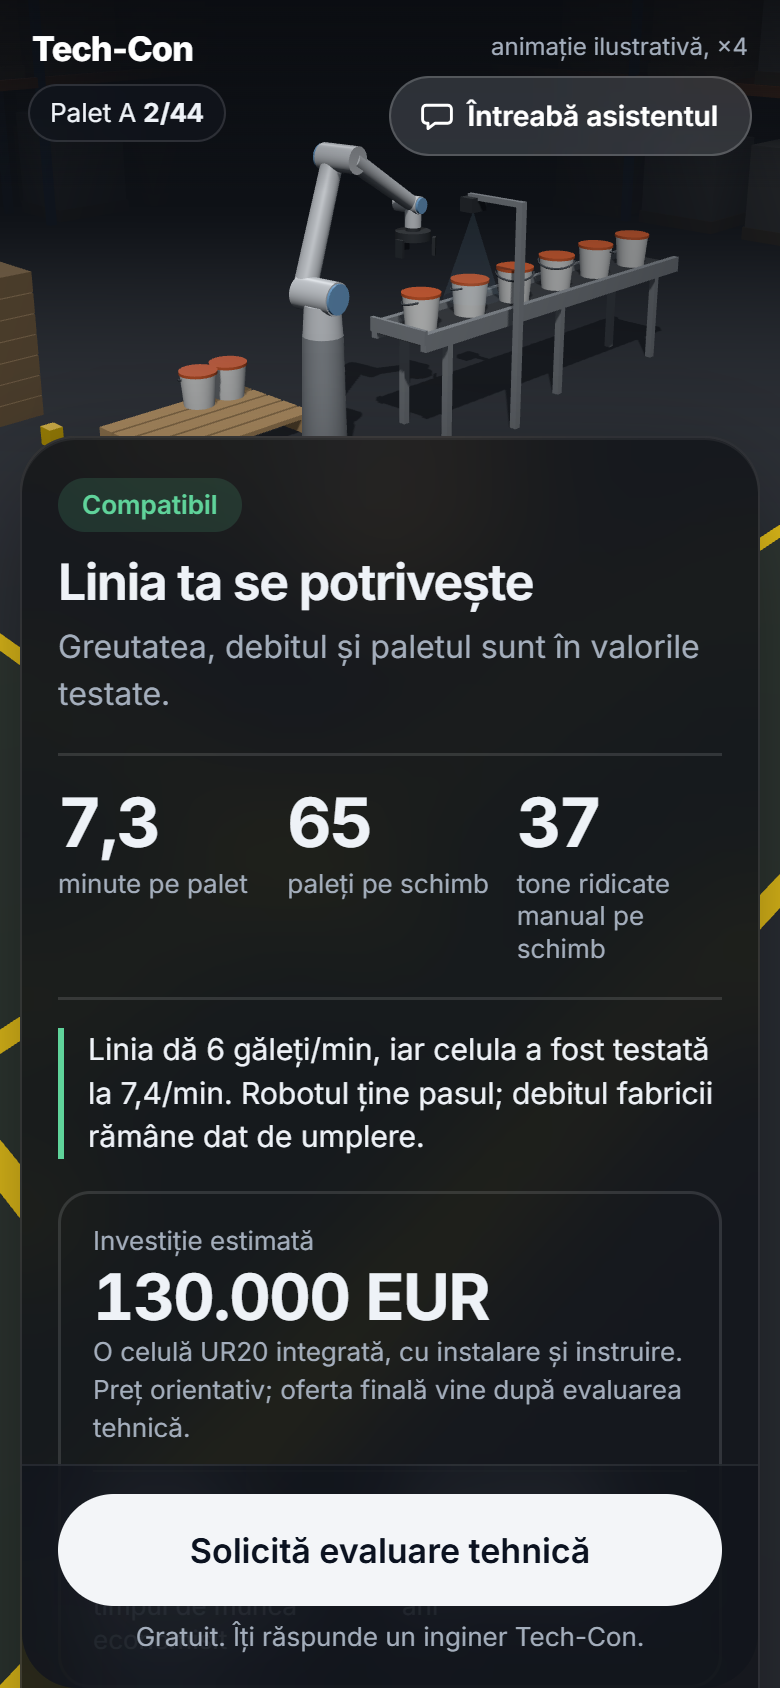 Tech-Con
animație ilustrativă, ×4
Palet A 2/44
Întreabă asistentul
Compatibil
Linia ta se potrivește
Greutatea, debitul și paletul sunt în valorile
testate.
7,3
minute pe palet
65
paleți pe schimb
37
tone ridicate
manual pe
schimb
Linia dă 6 găleți/min, iar celula a fost testată
la 7,4/min. Robotul ține pasul; debitul fabricii
rămâne dat de umplere.
Investiție estimată
130.000 EUR
O celulă UR20 integrată, cu instalare și instruire.
Preț orientativ; oferta finală vine după evaluarea
tehnică.
Solicită evaluare tehnică
timpul de muncă
ani
Gratuit. Îți răspunde un inginer Tech-Con.